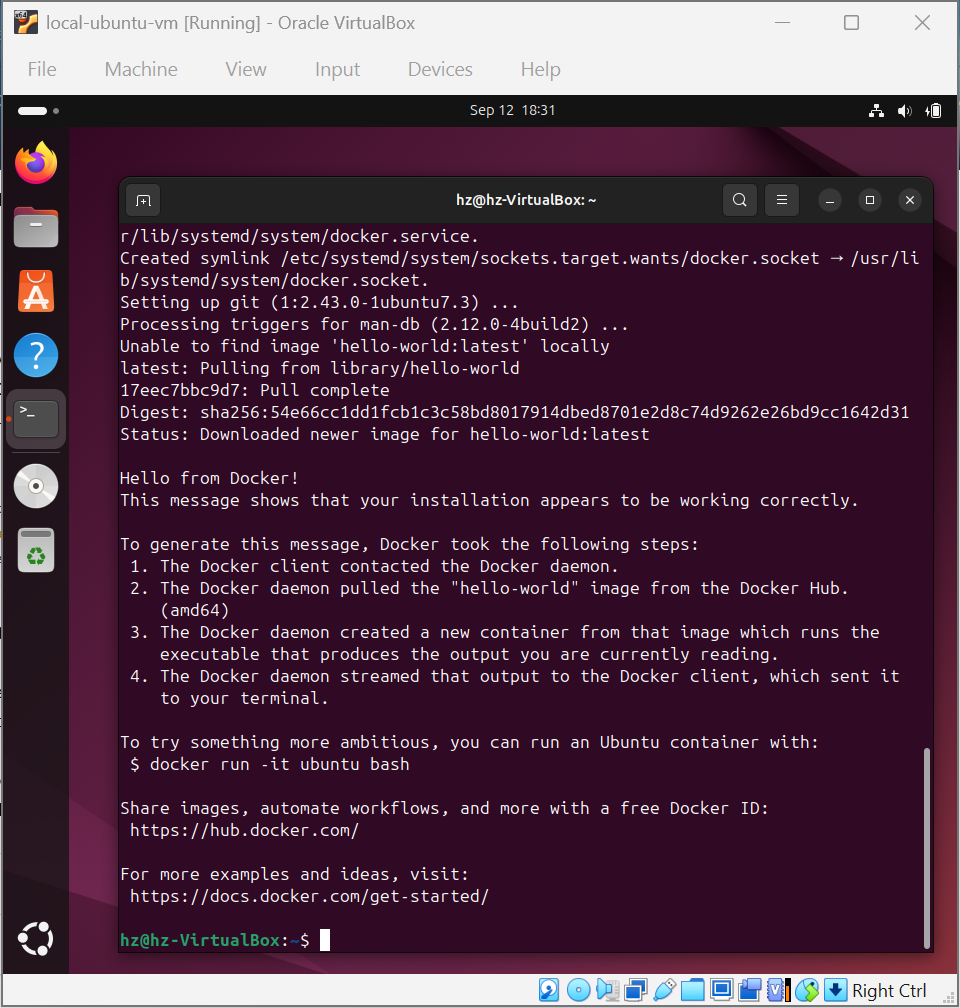 local-ubuntu-vm [Running] - Oracle VirtualBox
File Machine View Input Devices Help
Sep 12 18:31
hz@hz-VirtualBox: ~
r/lib/systemd/system/docker.service.
Created symlink /etc/systemd/system/sockets.target.wants/docker.socket → /usr/li
b/systemd/system/docker.socket.
Setting up git (1:2.43.0-1ubuntu7.3) ...
Processing triggers for man-db (2.12.0-4build2) ...
Unable to find image 'hello-world:latest' locally
latest: Pulling from library/hello-world
17eec7bbc9d7: Pull complete
Digest: sha256:54e66cc1dd1fcb1c3c58bd8017914dbed8701e2d8c74d9262e26bd9cc1642d31
Status: Downloaded newer image for hello-world:latest
Hello from Docker!
This message shows that your installation appears to be working correctly.
To generate this message, Docker took the following steps:
1. The Docker client contacted the Docker daemon.
2. The Docker daemon pulled the "hello-world" image from the Docker Hub.
(amd64)
3. The Docker daemon created a new container from that image which runs the
executable that produces the output you are currently reading.
4. The Docker daemon streamed that output to the Docker client, which sent it
to your terminal.
To try something more ambitious, you can run an Ubuntu container with:
$ docker run -it ubuntu bash
Share images, automate workflows, and more with a free Docker ID:
https://hub.docker.com/
For more examples and ideas, visit:
https://docs.docker.com/get-started/
hz@hz-VirtualBox:~$
Right Ctrl